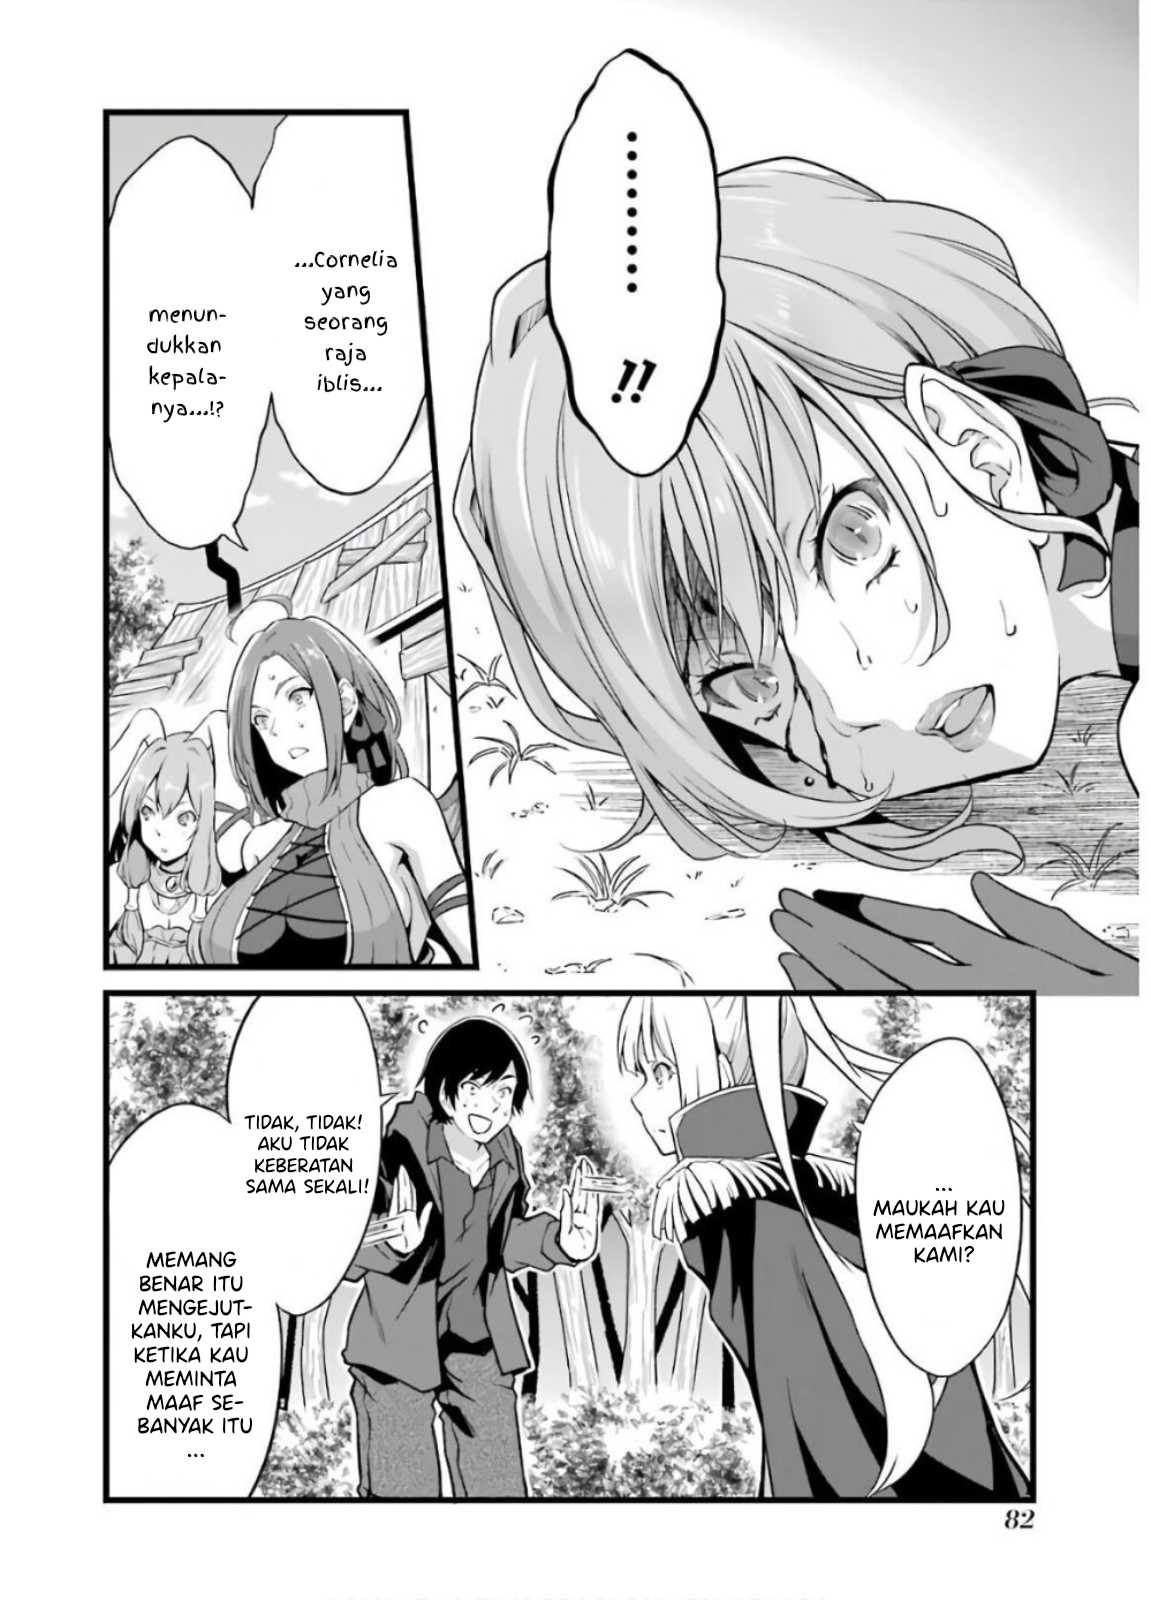 ..........!!
...Cornelia
yang
seorang
raja
iblis...
menun-
dukkan
kepala-
nya...!?
...
MAUKAH KAU
MEMAAFKAN
KAMI?
TIDAK, TIDAK!
AKU TIDAK
KEBERATAN
SAMA SEKALI!
MEMANG
BENAR ITU
MENGEJUT-
KANKU, TAPI
KETIKA KAU
MEMINTA
MAAF SE-
BANYAK ITU
...
82